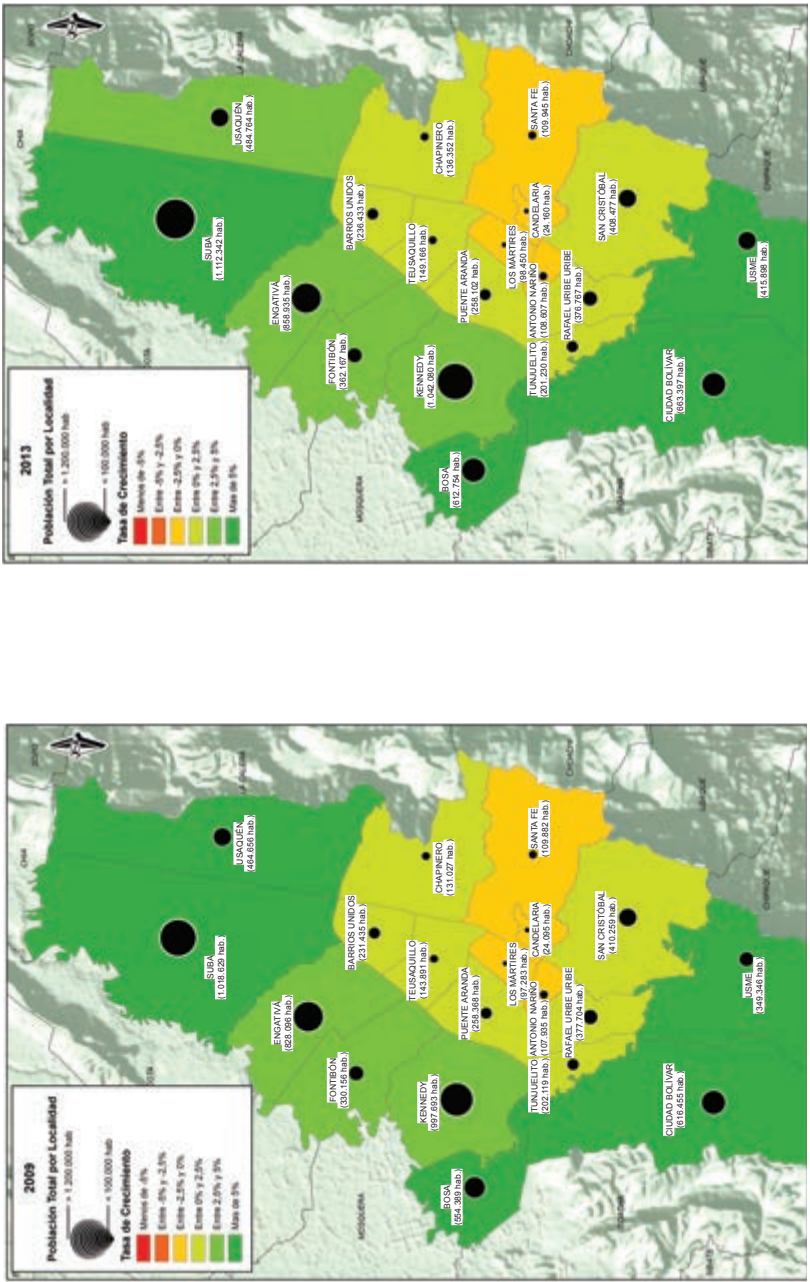 2009
Población Total por Localidad
> 1.200.000 hab
< 100.000 hab
Tasa de Crecimiento
Menos de -5%
Entre -5% y -2,5%
Entre -2,5% y 0%
Entre 0% y 2,5%
Entre 2,5% y 5%
Mas de 5%
CHIA
MOSQUERA
CHOACHI
CHIPAQUE
SUBA
(1.018.629 hab.)
USAQUÉN
(464.656 hab.)
ENGATIVÁ
(828.096 hab.)
FONTIBÓN
(330.156 hab.)
BARRIOS UNIDOS
(231.435 hab.)
CHAPINERO
(131.027 hab.)
TEUSAQUILLO
(143.891 hab.)
KENNEDY
(997.693 hab.)
PUENTE ARANDA
(258.368 hab.)
LOS MÁRTIRES
(97.283 hab.)
CANDELARIA
(24.095 hab.)
SANTA FE
(109.882 hab.)
BOSA
(554.389 hab.)
TUNJUELITO
(202.119 hab.)
ANTONIO NARIÑO
(107.935 hab.)
RAFAEL URIBE URIBE
(377.704 hab.)
SAN CRISTÓBAL
(410.259 hab.)
CIUDAD BOLÍVAR
(616.455 hab.)
USME
(349.346 hab.)
2013
Población Total por Localidad
> 1.200.000 hab
< 100.000 hab
Tasa de Crecimiento
Menos de -5%
Entre -5% y -2,5%
Entre -2,5% y 0%
Entre 0% y 2,5%
Entre 2,5% y 5%
Mas de 5%
CHIA
MOSQUERA
CHOACHI
CHIPAQUE
SUBA
(1.112.342 hab.)
USAQUÉN
(484.764 hab.)
ENGATIVÁ
(858.935 hab.)
FONTIBÓN
(362.167 hab.)
BARRIOS UNIDOS
(236.433 hab.)
CHAPINERO
(136.352 hab.)
TEUSAQUILLO
(149.166 hab.)
KENNEDY
(1.042.080 hab.)
PUENTE ARANDA
(258.102 hab.)
LOS MÁRTIRES
(98.450 hab.)
CANDELARIA
(24.160 hab.)
SANTA FE
(109.945 hab.)
BOSA
(612.754 hab.)
TUNJUELITO
(201.230 hab.)
ANTONIO NARIÑO
(108.607 hab.)
RAFAEL URIBE URIBE
(376.767 hab.)
SAN CRISTÓBAL
(408.477 hab.)
CIUDAD BOLÍVAR
(663.397 hab.)
USME
(415.898 hab.)